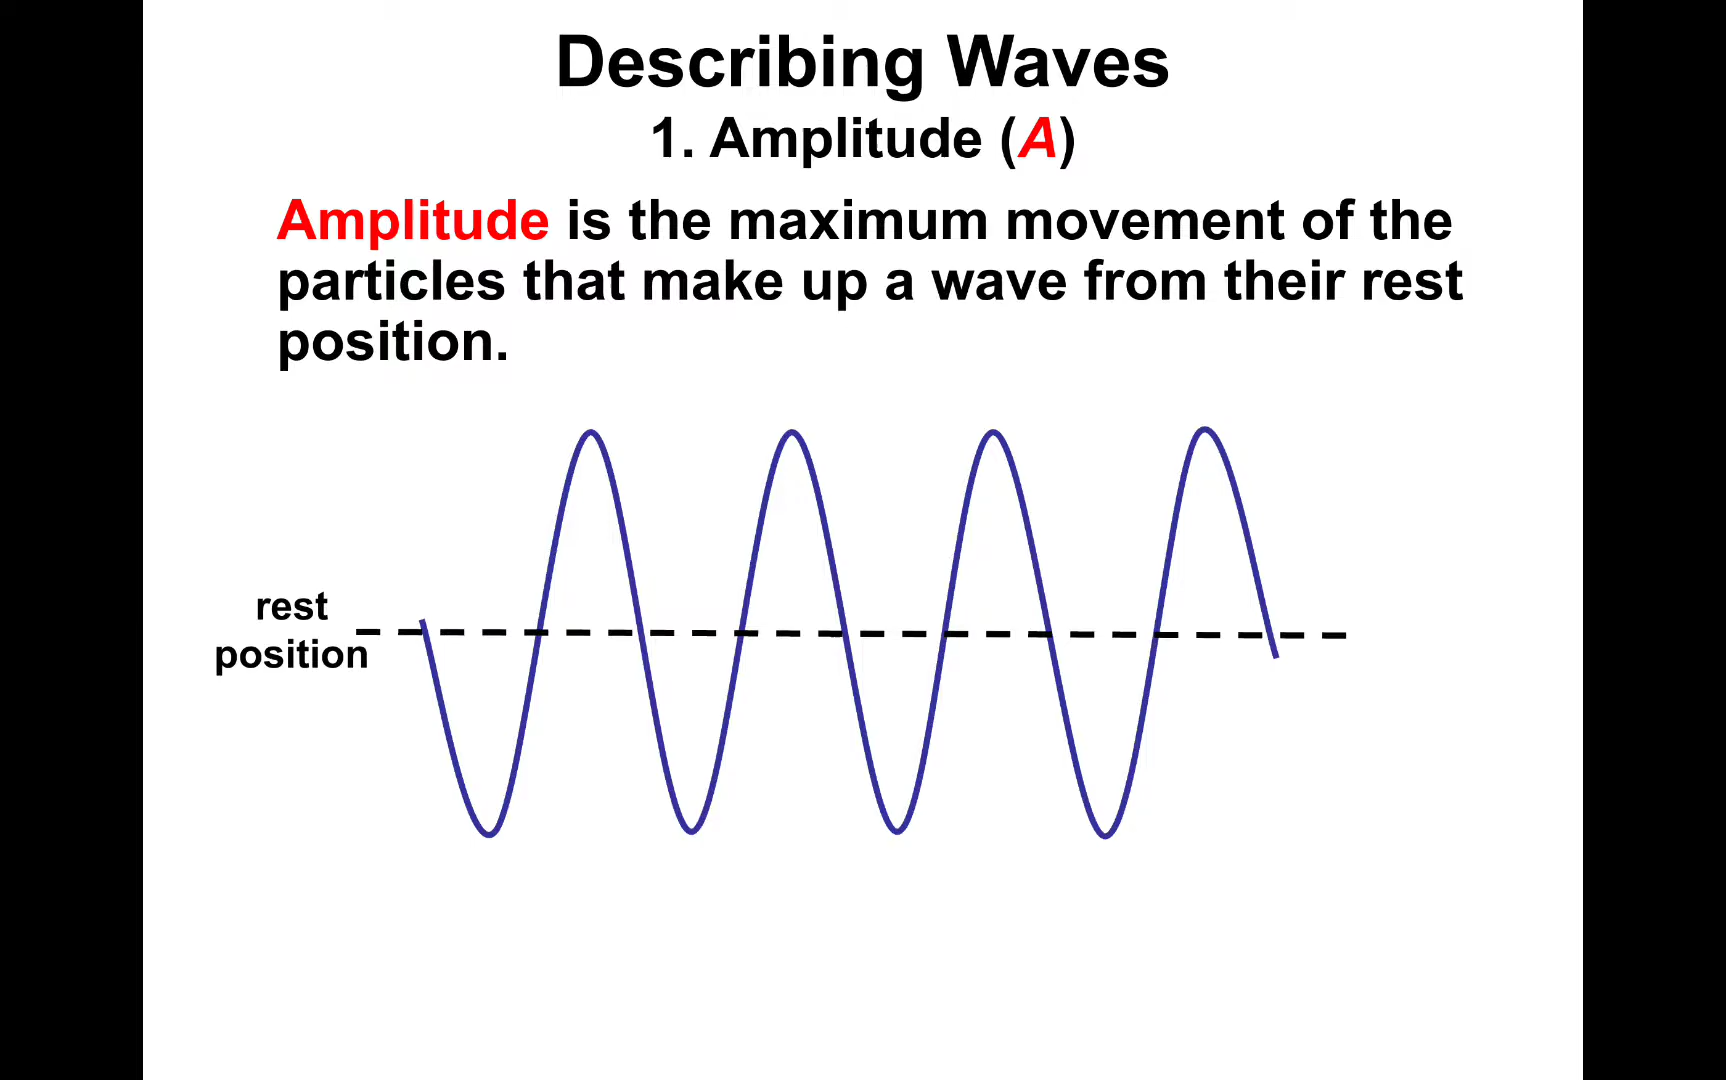 Describing Waves
1. Amplitude (A)
Amplitude is the maximum movement of the
particles that make up a wave from their rest
position.
rest
position